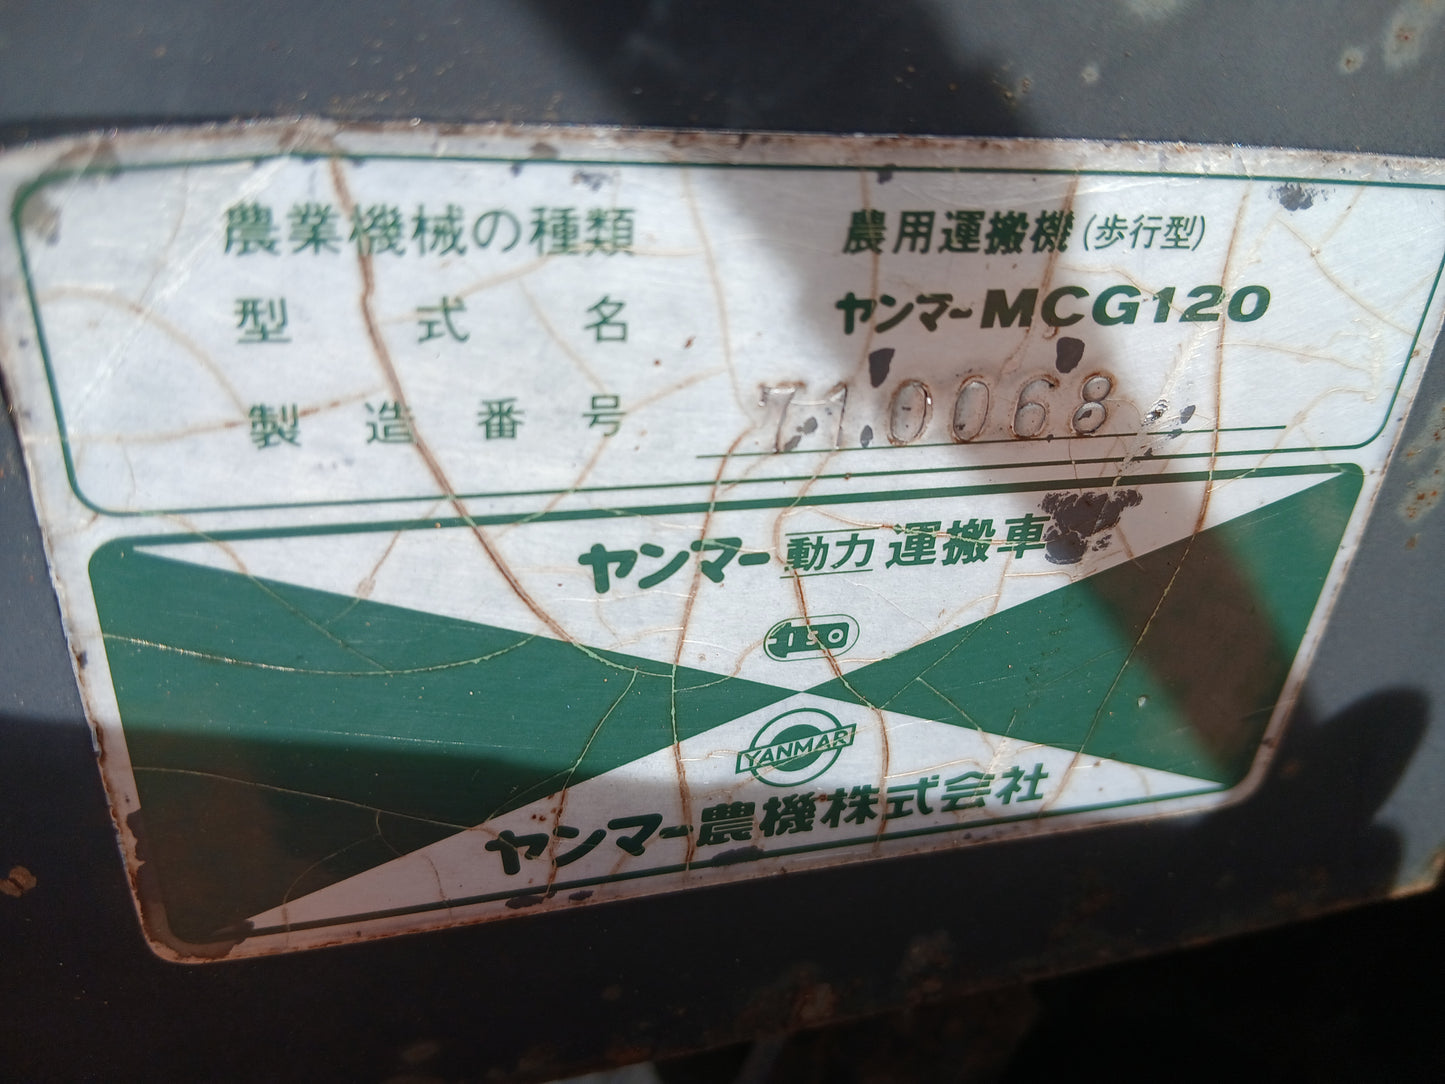 農業機械の種類 農用運搬機(歩行型)
型式名 ヤンマーMCG120
製造番号 710068
ヤンマー動力運搬車
YANMAR
ヤンマー農機株式会社